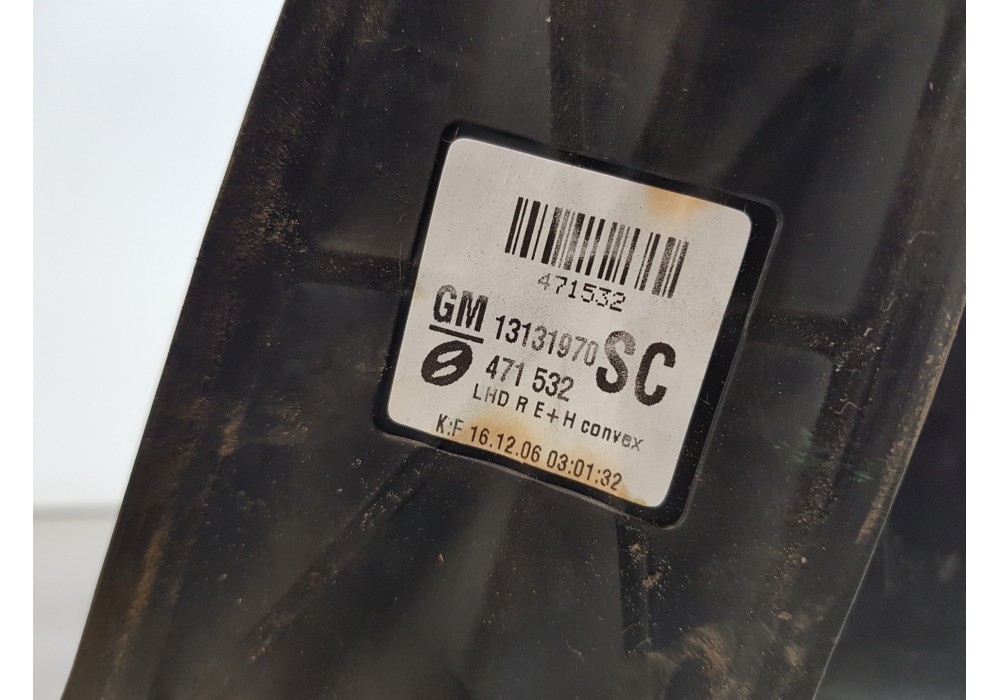 471532
GM 13131970 SC
471 532
LHD R E+H convex
K:F 16.12.06 03:01:32